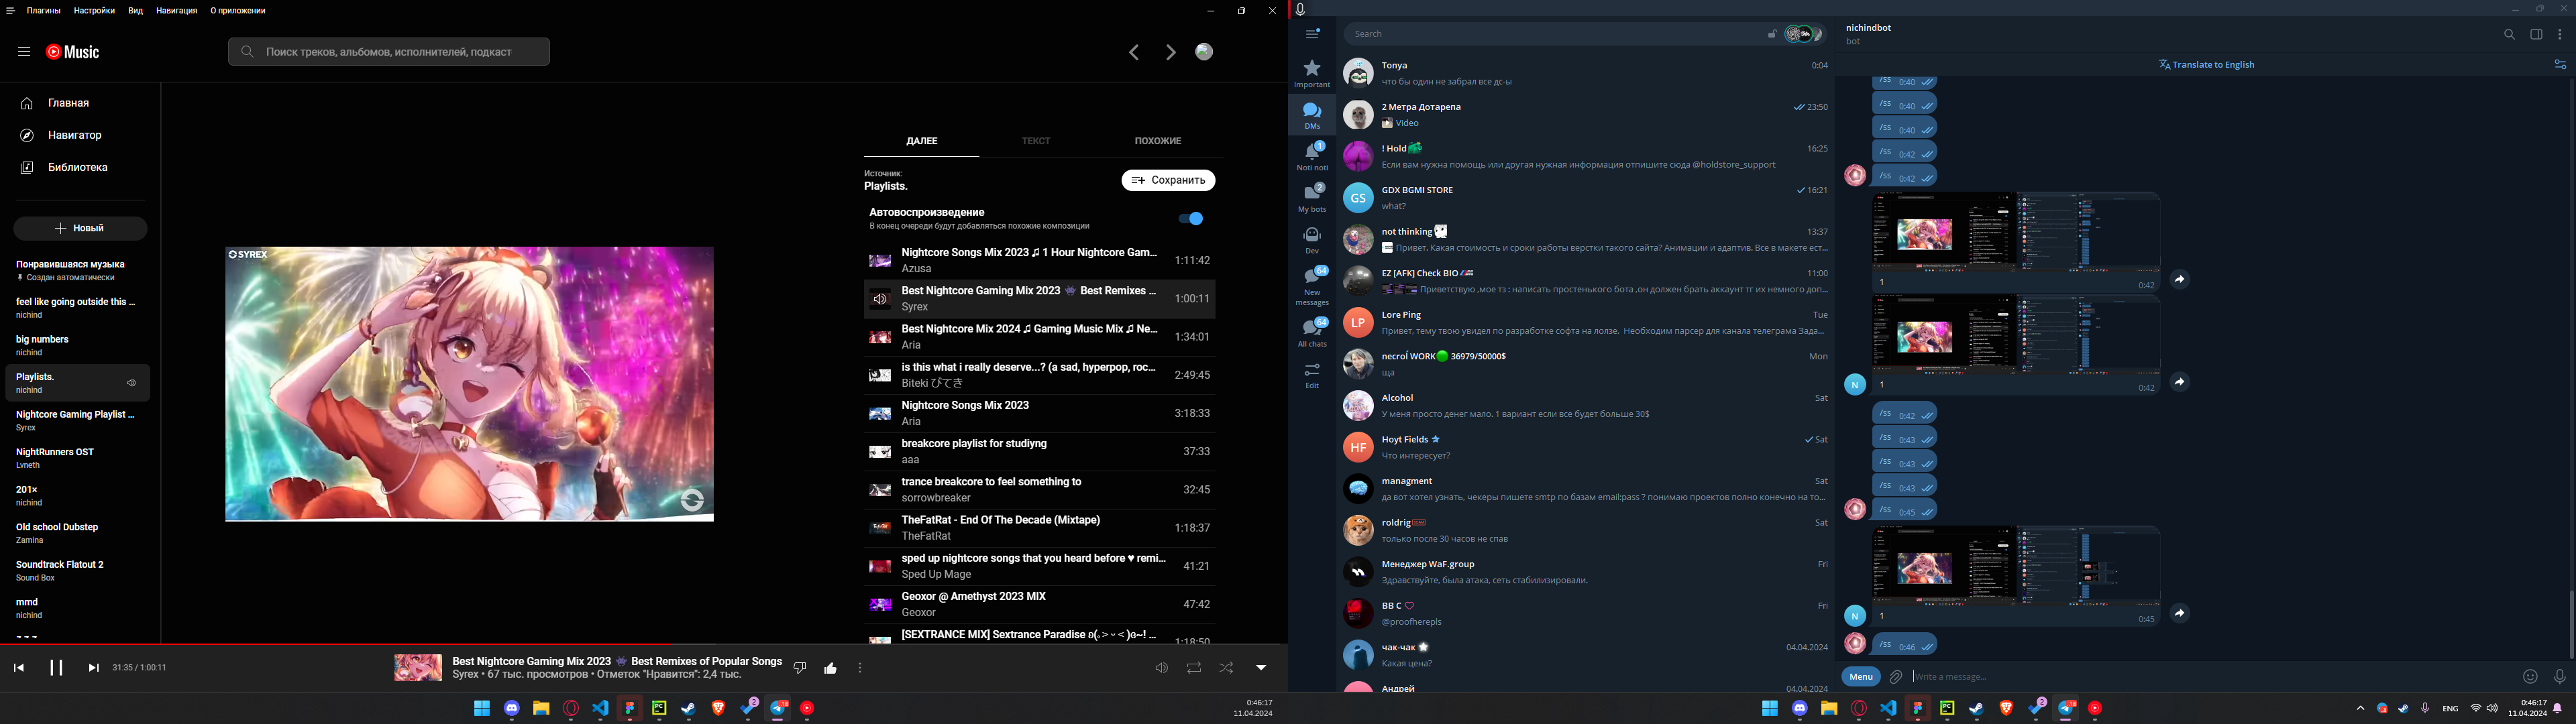 Плагины Настройки Вид Навигация О приложении
Music
Поиск треков, альбомов, исполнителей, подкаст
Главная
Навигатор
Библиотека
Новый
Понравившаяся музыка
Создан автоматически
feel like going outside this ...
nichind
big numbers
nichind
Playlists.
nichind
Nightcore Gaming Playlist ...
Syrex
NightRunners OST
Lvneth
201×
nichind
Old school Dubstep
Zamina
Soundtrack Flatout 2
Sound Box
mmd
nichind
SYREX
ДАЛЕЕ
ТЕКСТ
ПОХОЖИЕ
Источник:
Playlists.
Сохранить
Автовоспроизведение
В конец очереди будут добавляться похожие композиции
Nightcore Songs Mix 2023 ♫ 1 Hour Nightcore Gam...
Azusa
1:11:42
Best Nightcore Gaming Mix 2023 👾 Best Remixes ...
Syrex
1:00:11
Best Nightcore Mix 2024 ♫ Gaming Music Mix ♫ Ne...
Aria
1:34:01
is this what i really deserve...? (a sad, hyperpop, roc...
Biteki びてき
2:49:45
Nightcore Songs Mix 2023
Aria
3:18:33
breakcore playlist for studiyng
aaa
37:33
trance breakcore to feel something to
sorrowbreaker
32:45
TheFatRat - End Of The Decade (Mixtape)
TheFatRat
1:18:37
sped up nightcore songs that you heard before ♥ remi...
Sped Up Mage
41:21
Geoxor @ Amethyst 2023 MIX
Geoxor
47:42
[SEXTRANCE MIX] Sextrance Paradise
1:18:50
31:35 / 1:00:11
Best Nightcore Gaming Mix 2023 👾 Best Remixes of Popular Songs
Syrex • 67 тыс. просмотров • Отметок "Нравится": 2,4 тыс.
2
0:46:17
11.04.2024
Important
DMs
1
Noti noti
2
My bots
Dev
64
New messages
64
All chats
Edit
Search
Tonya
0:04
что бы один не забрал все дс-ы
2 Метра Дотарепа
23:50
Video
! Hold
16:25
Если вам нужна помощь или другая нужная информация отпишите сюда @holdstore_support
GS
GDX BGMI STORE
16:21
what?
not thinking
13:37
Привет. Какая стоимость и сроки работы верстки такого сайта? Анимации и адаптив. Все в макете ест...
EZ [AFK] Check BIO
11:00
Приветствую ,мое тз : написать простенького бота ,он должен брать аккаунт тг их немного доп...
LP
Lore Ping
Tue
Привет, тему твою увидел по разработке софта на лолзе. Необходим парсер для канала телеграма Зада...
necrol WORK 36979/50000$
Mon
ща
Alcohol
Sat
У меня просто денег мало. 1 вариант если все будет больше 30$
HF
Hoyt Fields
Sat
Что интересует?
managment
Sat
да вот хотел узнать, чекеры пишете smtp по базам email:pass ? понимаю проектов полно конечно на то...
roldrig
Sat
только после 30 часов не спав
Менеджер WaF.group
Fri
Здравствуйте, была атака, сеть стабилизировали.
BB C
Fri
@proofherepls
чак-чак
04.04.2024
Какая цена?
Андрей
04.04.2024
nichindbot
bot
Translate to English
/ss 0:40
/ss 0:40
/ss 0:40
/ss 0:42
/ss 0:42
1
0:42
N
1
0:42
/ss 0:42
/ss 0:43
/ss 0:43
/ss 0:43
/ss 0:45
N
1
0:45
/ss 0:46
Menu
Write a message...
2
ENG
0:46:17
11.04.2024